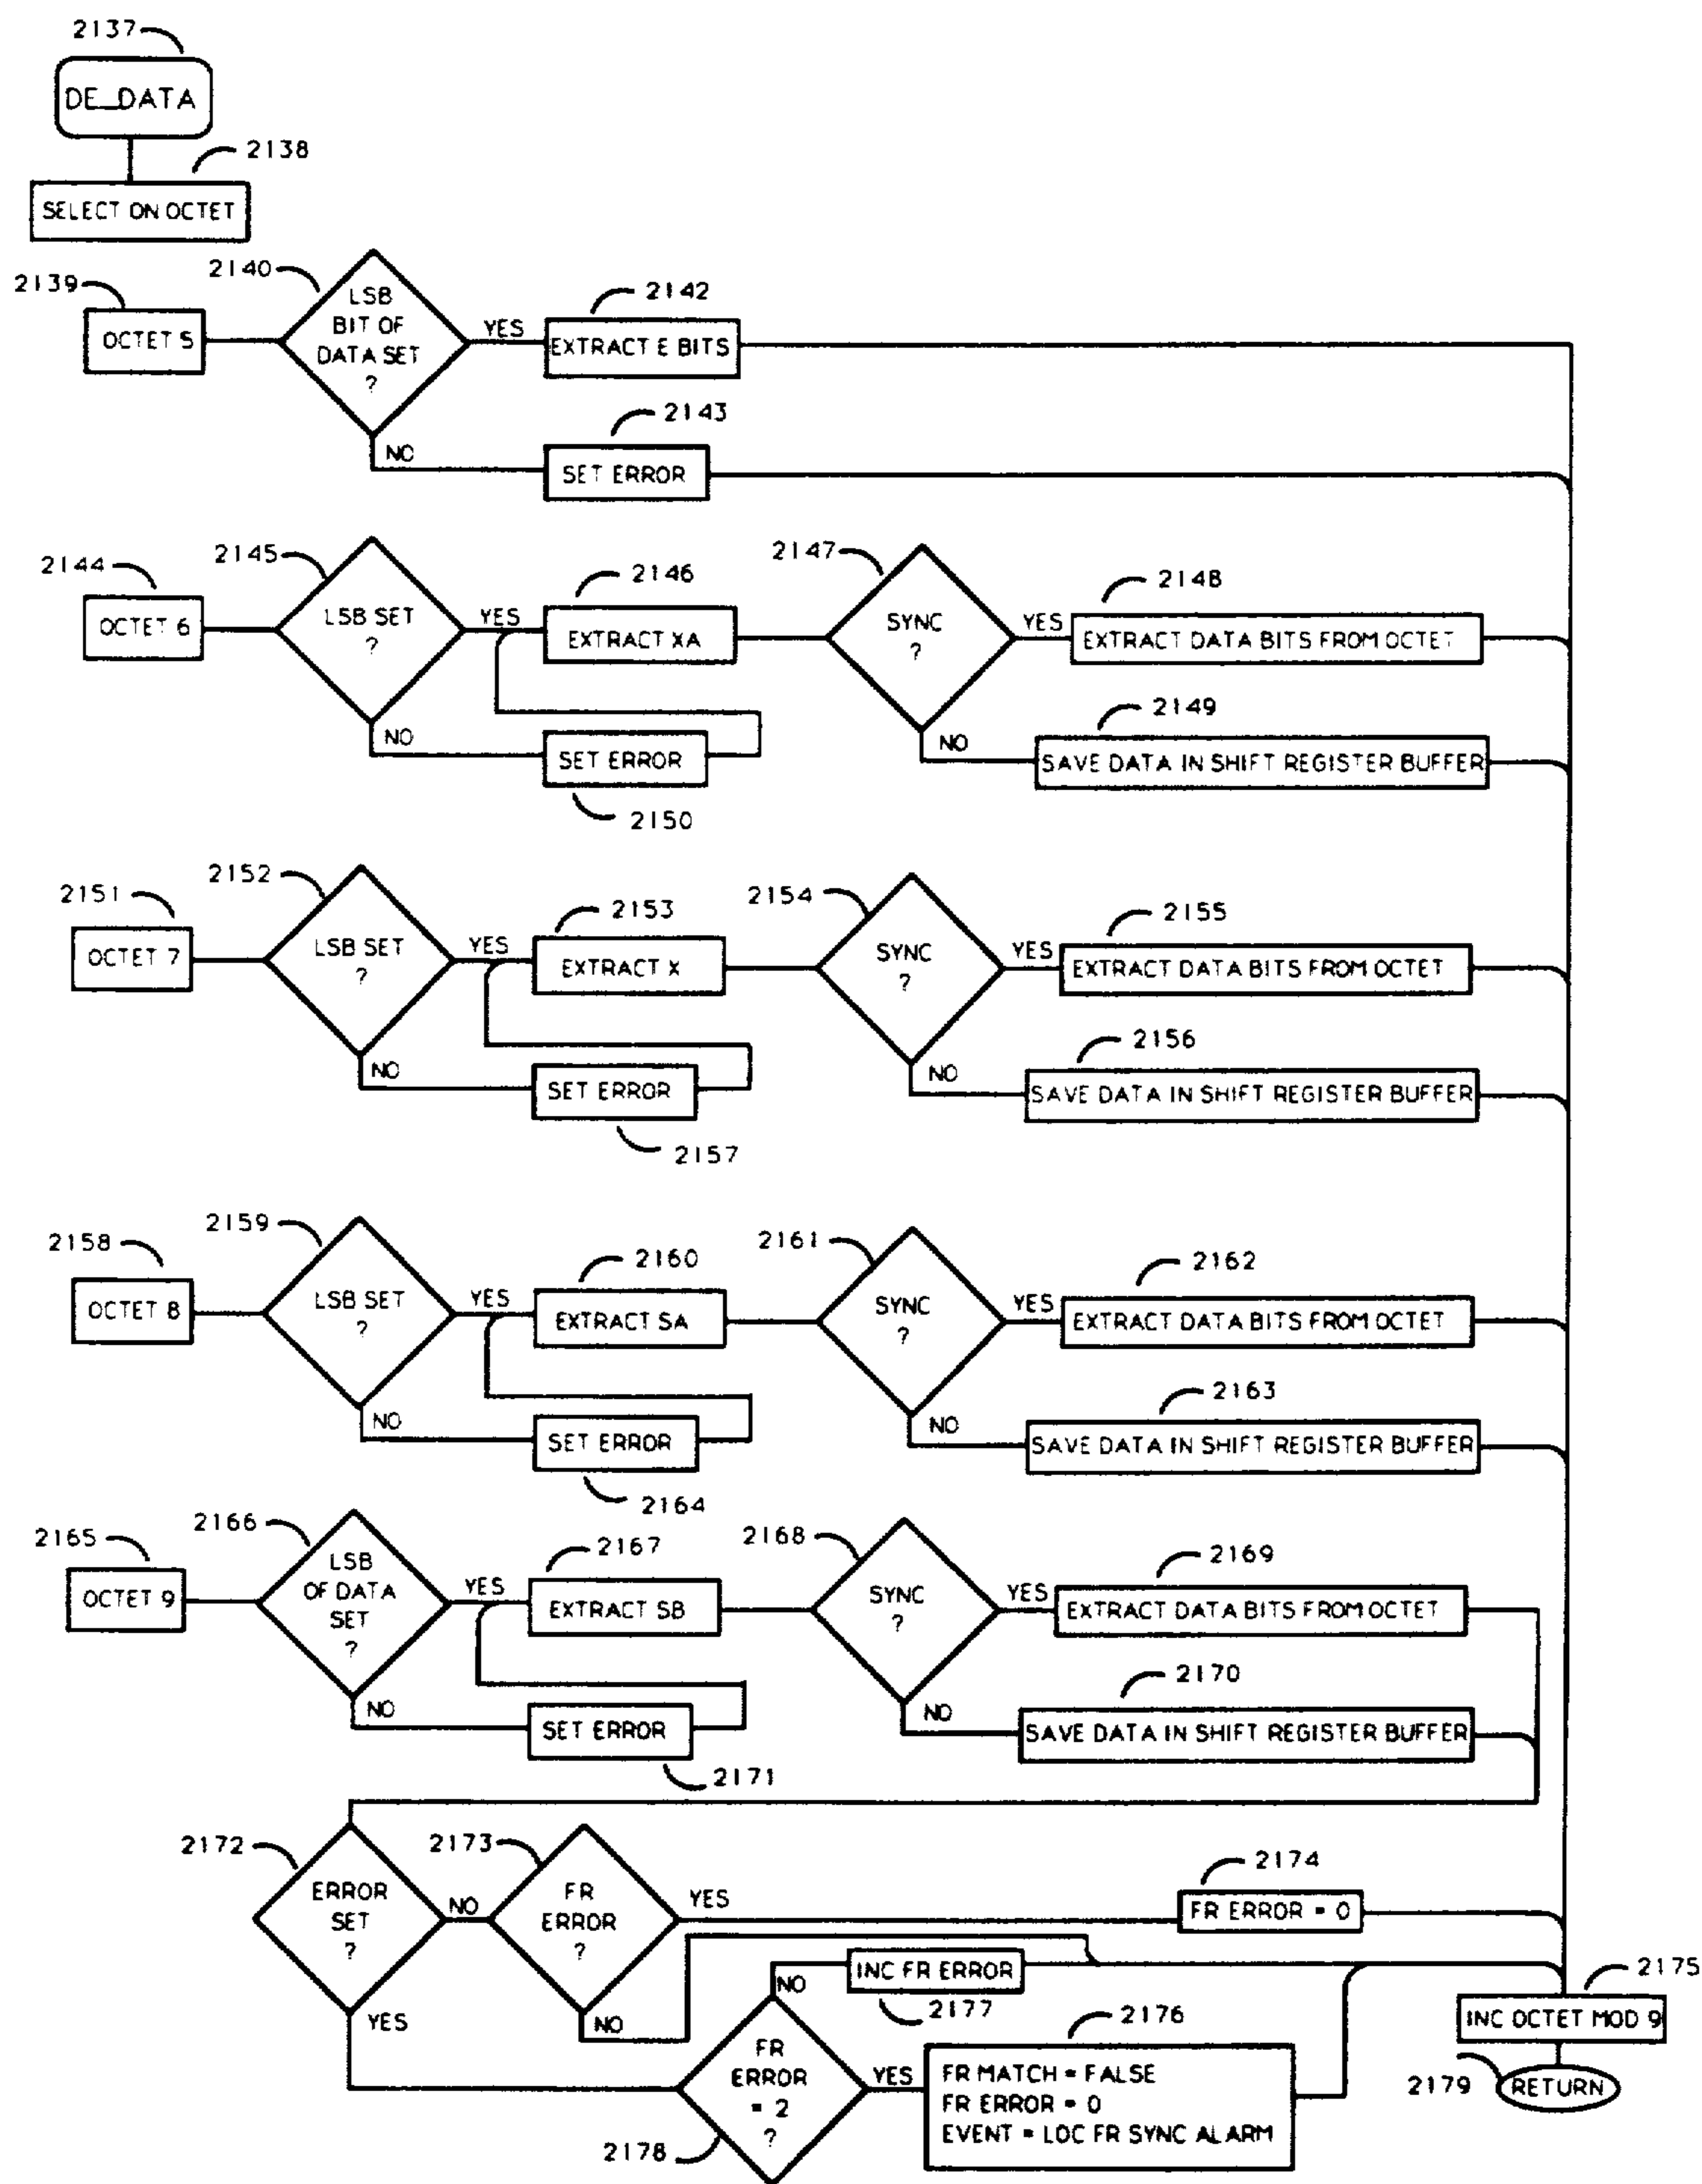 2137
DE_DATA
2138
SELECT ON OCTET
2139
OCTET 5
2140
LSB
BIT OF
DATA SET
?
YES
2142
EXTRACT E BITS
NO
2143
SET ERROR
2144
OCTET 6
2145
LSB SET
?
YES
2146
EXTRACT XA
2147
SYNC
?
YES
2148
EXTRACT DATA BITS FROM OCTET
NO
SET ERROR
2150
NO
2149
SAVE DATA IN SHIFT REGISTER BUFFER
2151
OCTET 7
2152
LSB SET
?
YES
2153
EXTRACT X
2154
SYNC
?
YES
2155
EXTRACT DATA BITS FROM OCTET
NO
SET ERROR
2157
NO
2156
SAVE DATA IN SHIFT REGISTER BUFFER
2158
OCTET 8
2159
LSB SET
?
YES
2160
EXTRACT SA
2161
SYNC
?
YES
2162
EXTRACT DATA BITS FROM OCTET
NO
SET ERROR
2164
NO
2163
SAVE DATA IN SHIFT REGISTER BUFFER
2165
OCTET 9
2166
LSB
OF DATA
SET
?
YES
2167
EXTRACT SB
2168
SYNC
?
YES
2169
EXTRACT DATA BITS FROM OCTET
NO
SET ERROR
2171
NO
2170
SAVE DATA IN SHIFT REGISTER BUFFER
2172
ERROR
SET
?
NO
2173
FR
ERROR
?
YES
2174
FR ERROR = 0
YES
NO
NO
INC FR ERROR
2177
2175
INC OCTET MOD 9
FR
ERROR
= 2
?
2178
YES
2176
FR MATCH = FALSE
FR ERROR = 0
EVENT = LOC FR SYNC ALARM
2179
RETURN